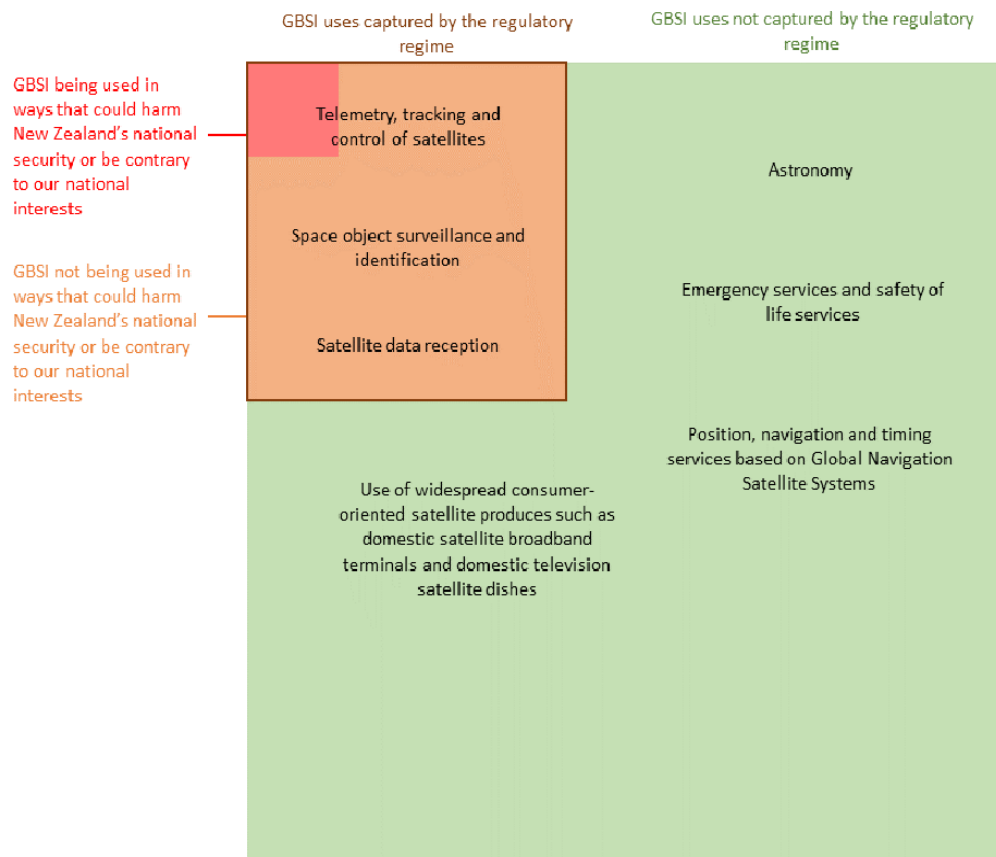 GBSI uses captured by the regulatory
regime
GBSI uses not captured by the regulatory
regime
GBSI being used in
ways that could harm
New Zealand's national
security or be contrary
to our national
interests
GBSI not being used in
ways that could harm
New Zealand's national
security or be contrary
to our national
interests
Telemetry, tracking and
control of satellites
Space object surveillance and
identification
Satellite data reception
Astronomy
Emergency services and safety of
life services
Position, navigation and timing
services based on Global Navigation
Satellite Systems
Use of widespread consumer-
oriented satellite produces such as
domestic satellite broadband
terminals and domestic television
satellite dishes